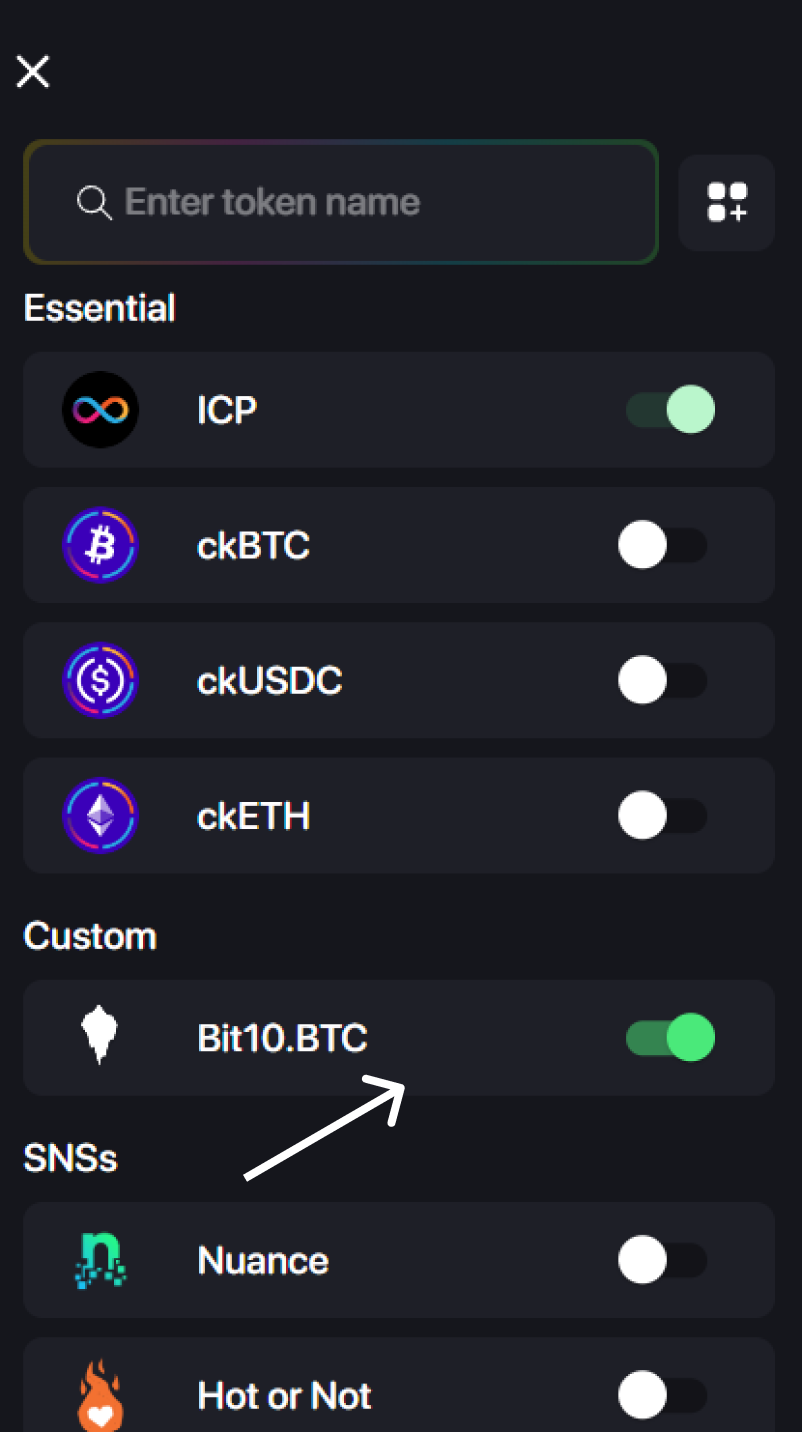 Enter token name
Essential
ICP
ckBTC
ckUSDC
ckETH
Custom
Bit10.BTC
SNSs
Nuance
Hot or Not